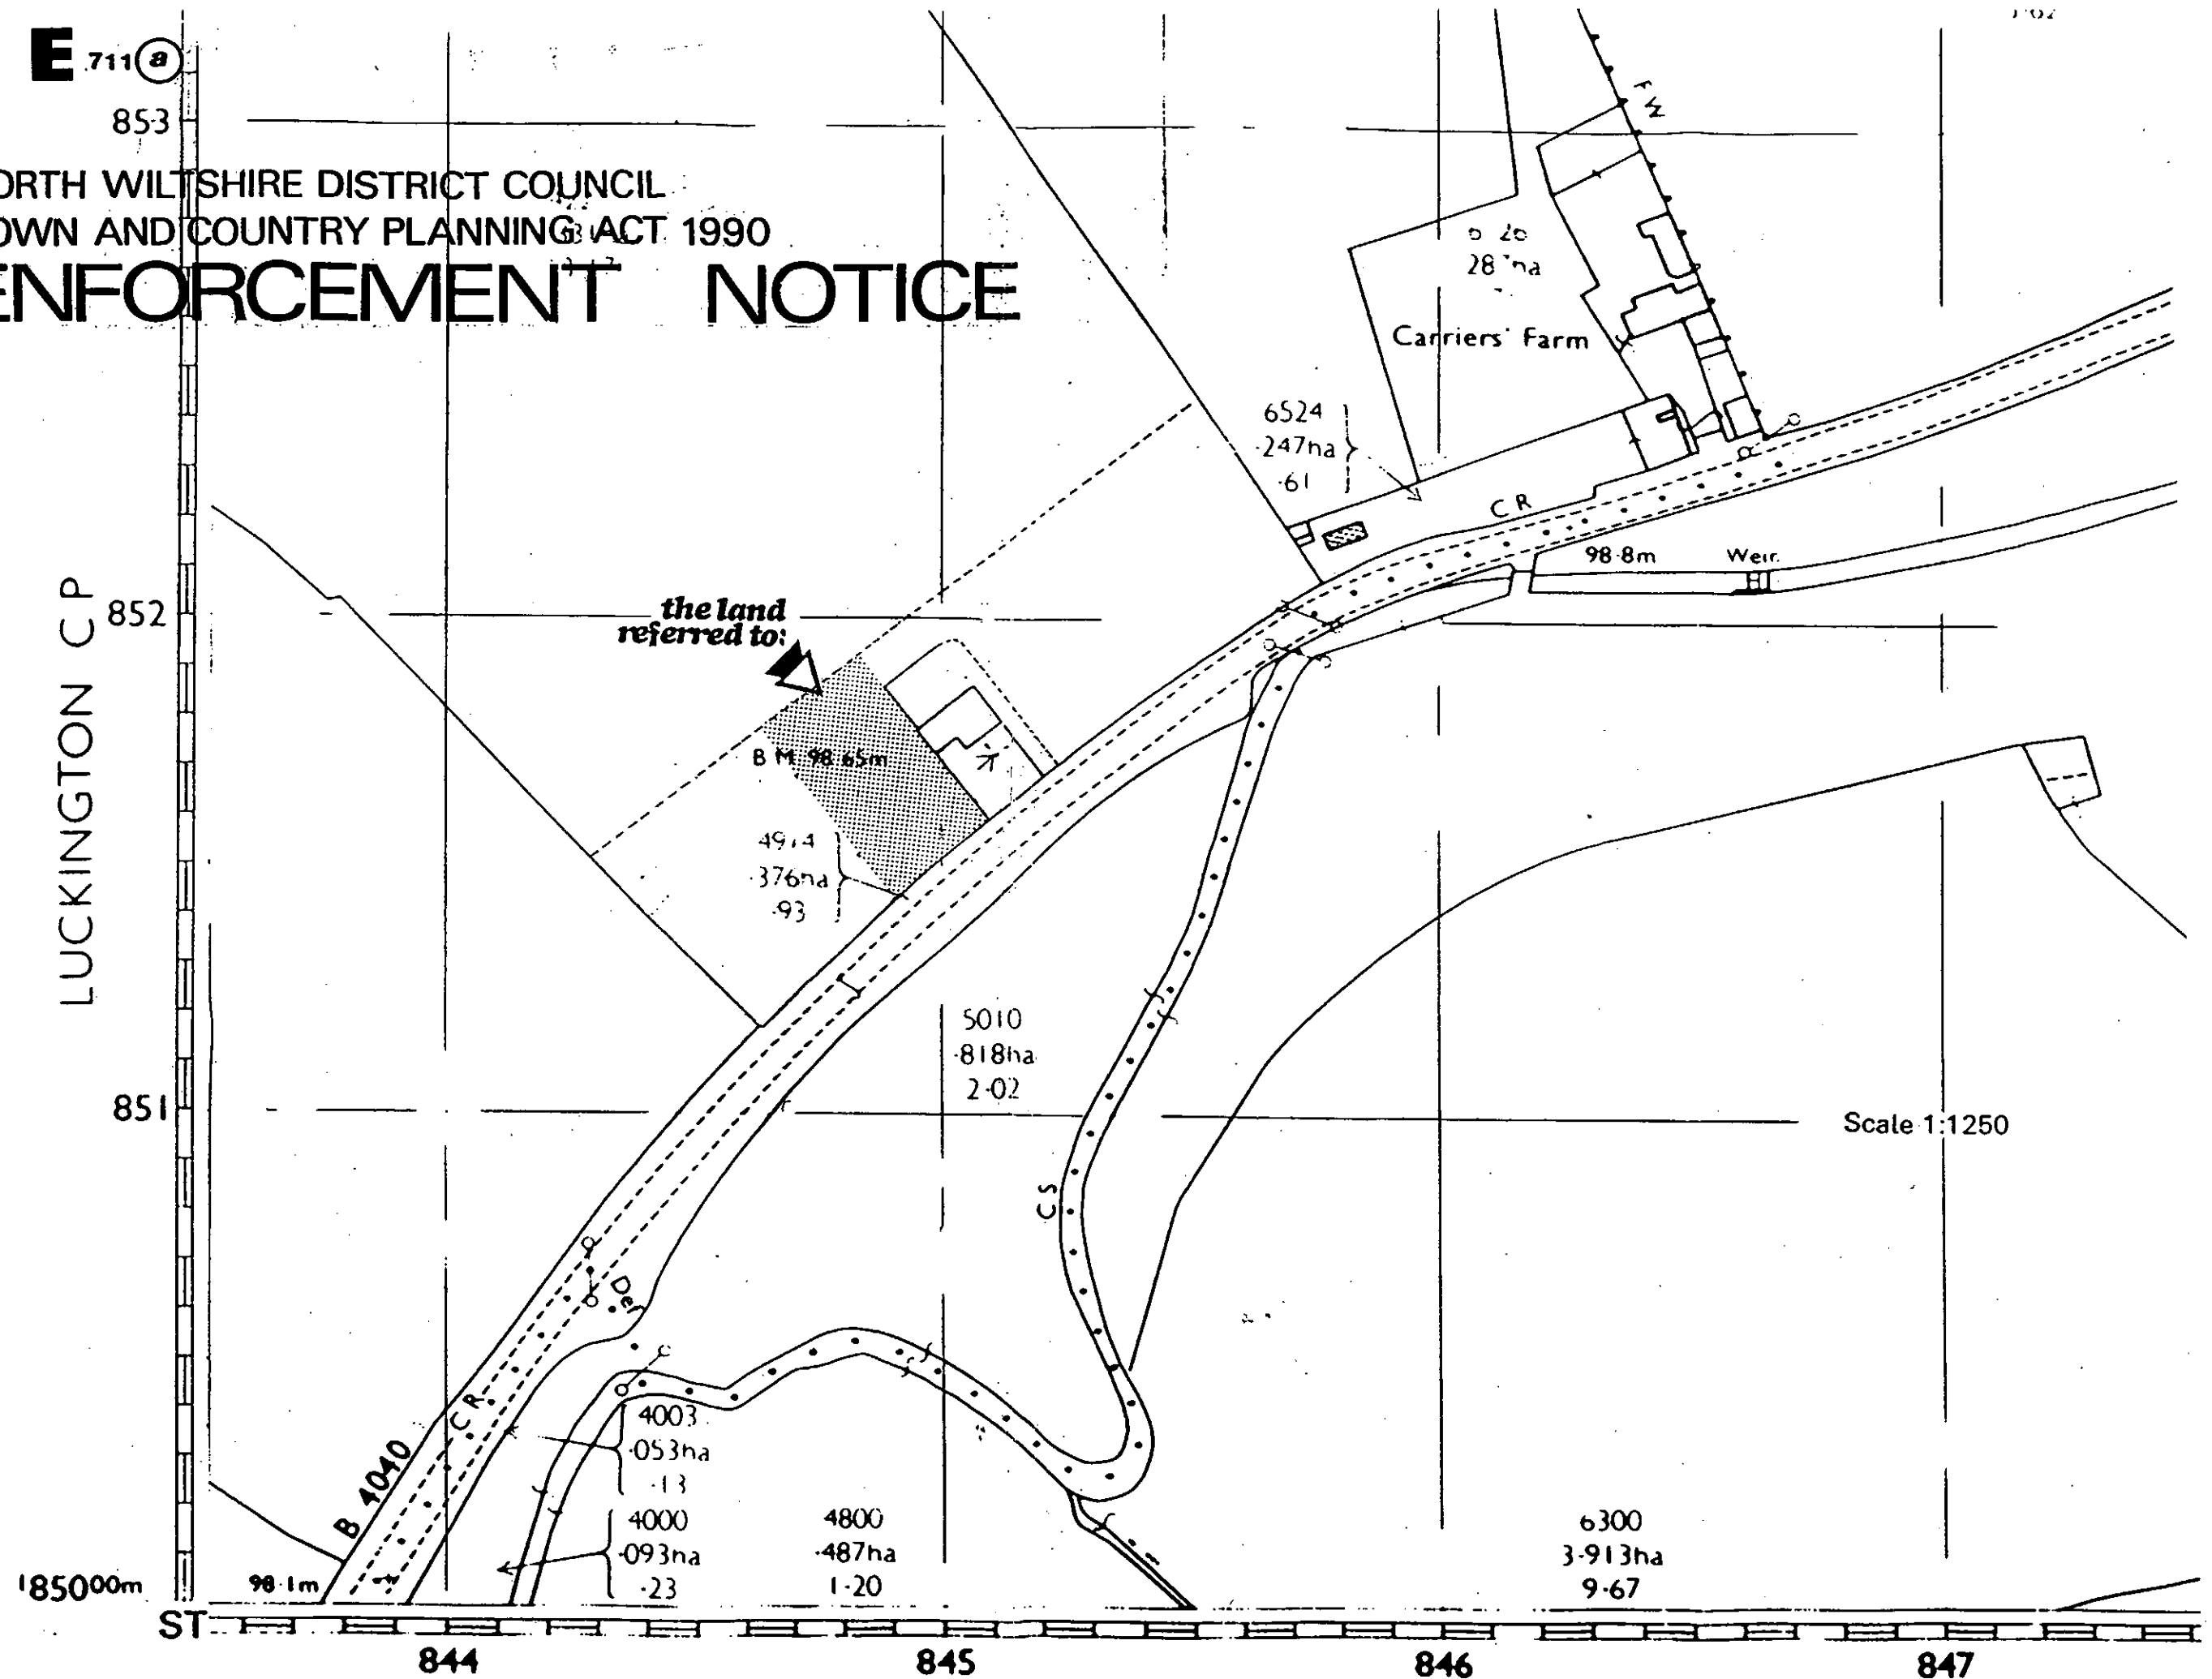 E 711 a
853
ORTH WILTSHIRE DISTRICT COUNCIL
OWN AND COUNTRY PLANNING ACT 1990
ENFORCEMENT NOTICE
F W
Carriers' Farm
6524
·247ha
·61
C R
98·8m
Weir
LUCKINGTON C P
852
the land
referred to:
B M 98·65m
·376ha
·93
5010
·818ha
2·02
851
Scale 1:1250
C S
Def
C R
B 4040
4003
·053ha
·13
4000
·093ha
·23
4800
·487ha
1·20
6300
3·913ha
9·67
18500m
98·1m
ST
844
845
846
847